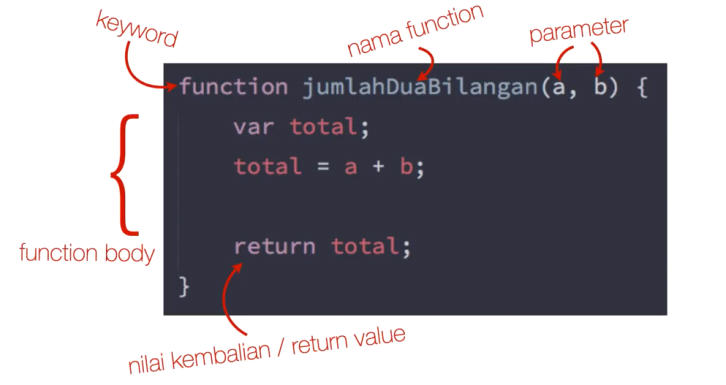 keyword
nama function
parameter
function jumlahDuaBilangan(a, b) {
var total;
total = a + b;
function body
return total;
}
nilai kembalian / return value